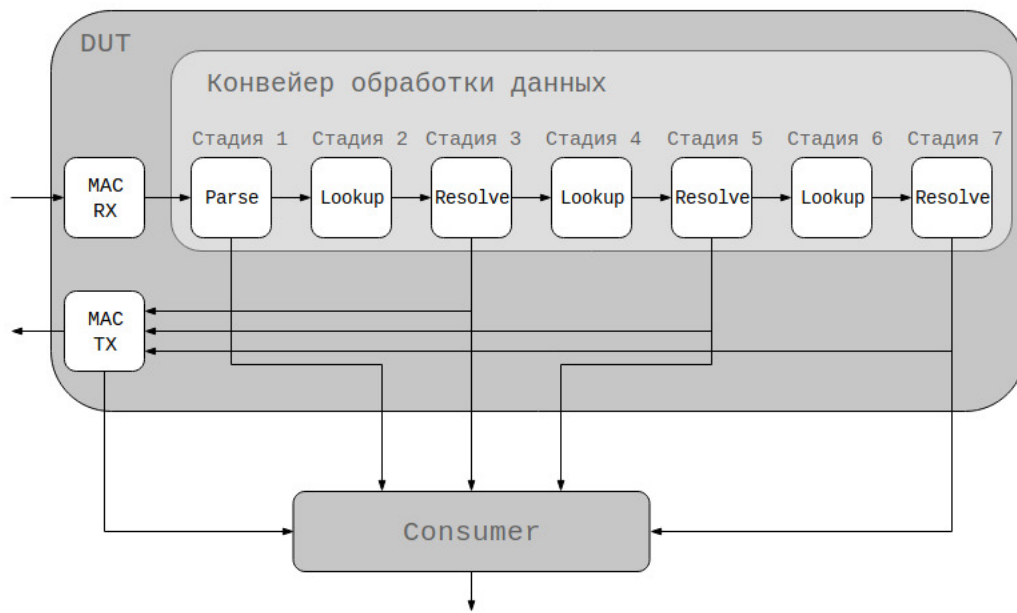 DUT
Конвейер обработки данных
Стадия 1 Стадия 2 Стадия 3 Стадия 4 Стадия 5 Стадия 6 Стадия 7
MAC
RX
Parse Lookup Resolve Lookup Resolve Lookup Resolve
MAC
TX
Consumer